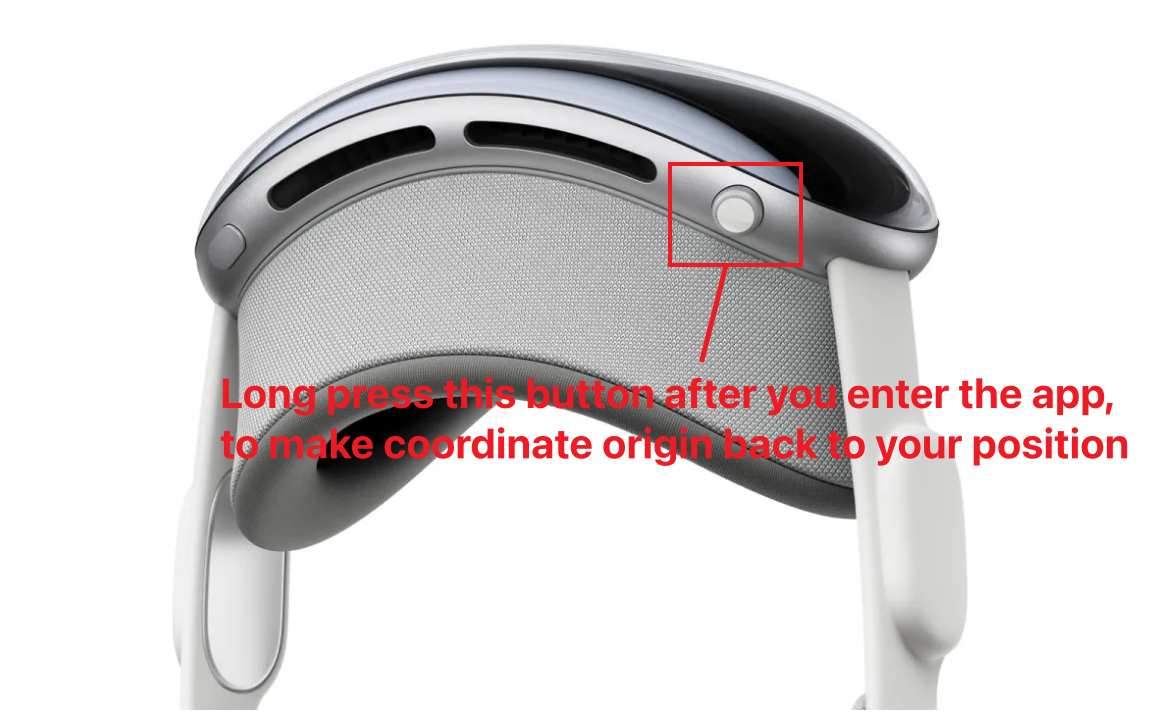 Long press this button after you enter the app,
to make coordinate origin back to your position